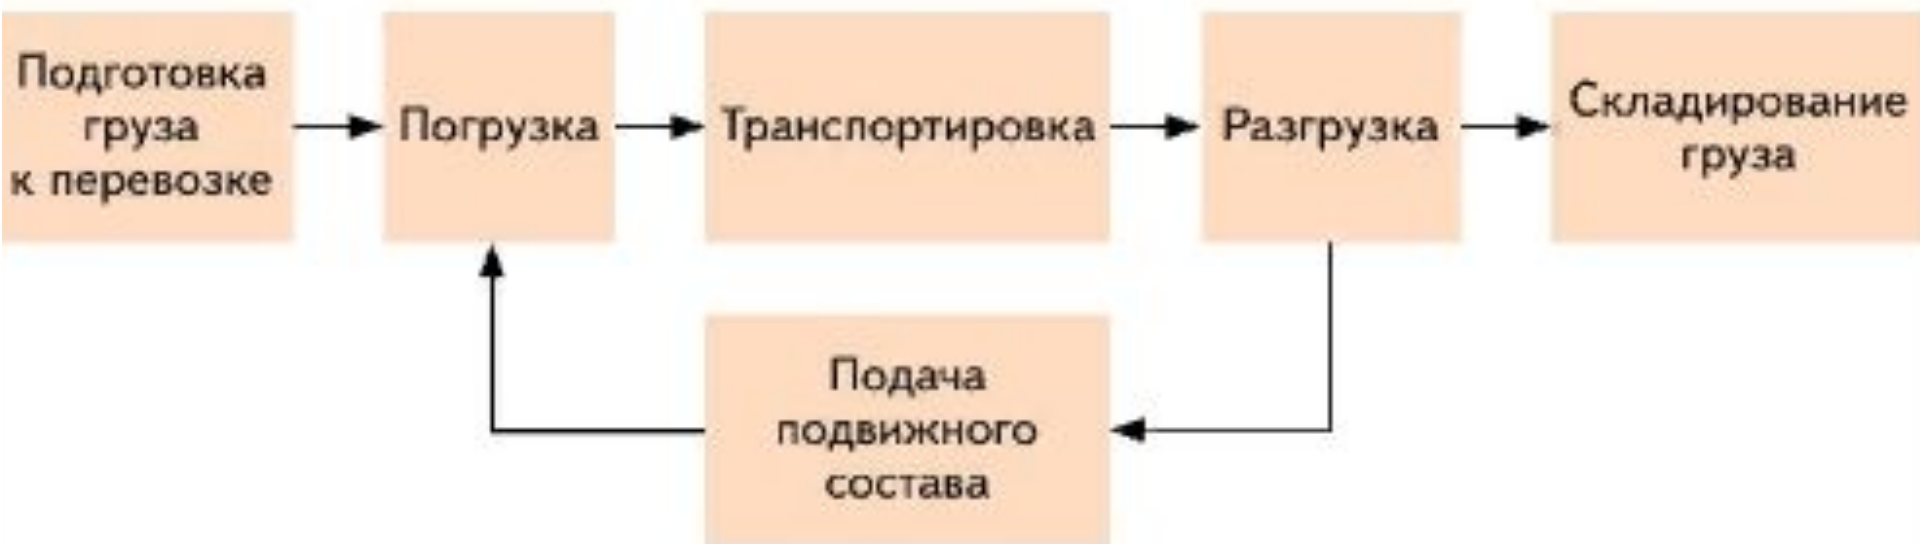 Подготовка
груза
к перевозке
Погрузка
Транспортировка
Разгрузка
Складирование
груза
Подача
подвижного
состава